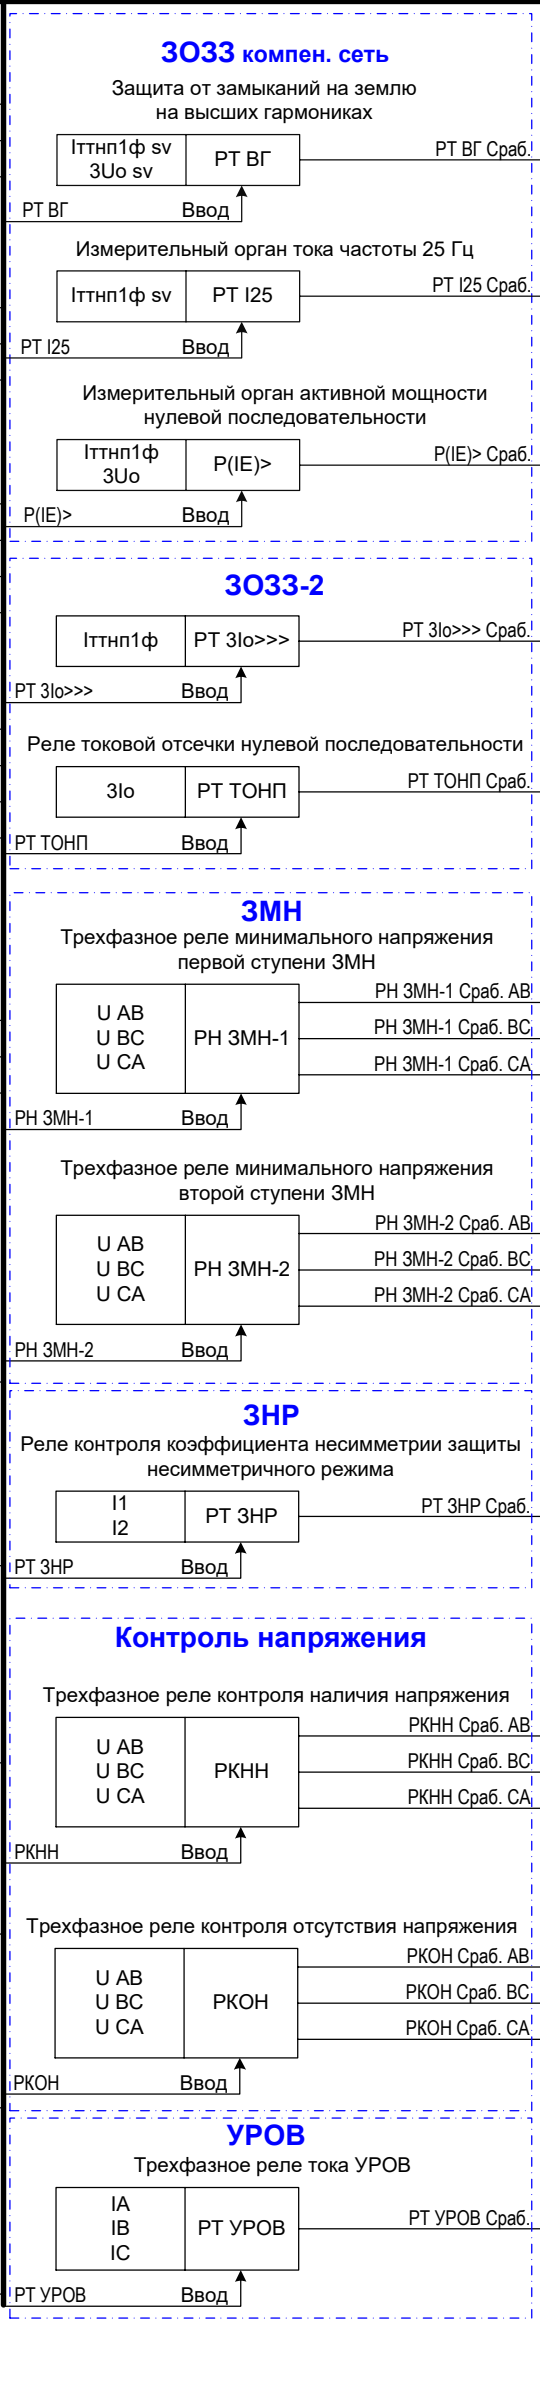 ЗОЗЗ компен. сеть
Защита от замыканий на землю
на высших гармониках
Iттнп1ф sv
3Uo sv
РТ ВГ
РТ ВГ Сраб.
РТ ВГ
Ввод
Измерительный орган тока частоты 25 Гц
Iттнп1ф sv
РТ I25
РТ I25 Сраб.
РТ I25
Ввод
Измерительный орган активной мощности
нулевой последовательности
Iттнп1ф
3Uo
P(IE)>
P(IE)> Сраб.
P(IE)>
Ввод
ЗОЗЗ-2
Iттнп1ф
РТ 3Io>>>
РТ 3Io>>> Сраб.
РТ 3Io>>>
Ввод
Реле токовой отсечки нулевой последовательности
3Io
РТ ТОНП
РТ ТОНП Сраб.
РТ ТОНП
Ввод
ЗМН
Трехфазное реле минимального напряжения
первой ступени ЗМН
U AB
U BC
U CA
РН ЗМН-1
РН ЗМН-1 Сраб. АВ
РН ЗМН-1 Сраб. ВС
РН ЗМН-1 Сраб. СА
РН ЗМН-1
Ввод
Трехфазное реле минимального напряжения
второй ступени ЗМН
U AB
U BC
U CA
РН ЗМН-2
РН ЗМН-2 Сраб. АВ
РН ЗМН-2 Сраб. ВС
РН ЗМН-2 Сраб. СА
РН ЗМН-2
Ввод
ЗНР
Реле контроля коэффициента несимметрии защиты
несимметричного режима
I1
I2
РТ ЗНР
РТ ЗНР Сраб.
РТ ЗНР
Ввод
Контроль напряжения
Трехфазное реле контроля наличия напряжения
U AB
U BC
U CA
РКНН
РКНН Сраб. АВ
РКНН Сраб. ВС
РКНН Сраб. СА
РКНН
Ввод
Трехфазное реле контроля отсутствия напряжения
U AB
U BC
U CA
РКОН
РКОН Сраб. АВ
РКОН Сраб. ВС
РКОН Сраб. СА
РКОН
Ввод
УРОВ
Трехфазное реле тока УРОВ
IA
IB
IC
РТ УРОВ
РТ УРОВ Сраб.
РТ УРОВ
Ввод